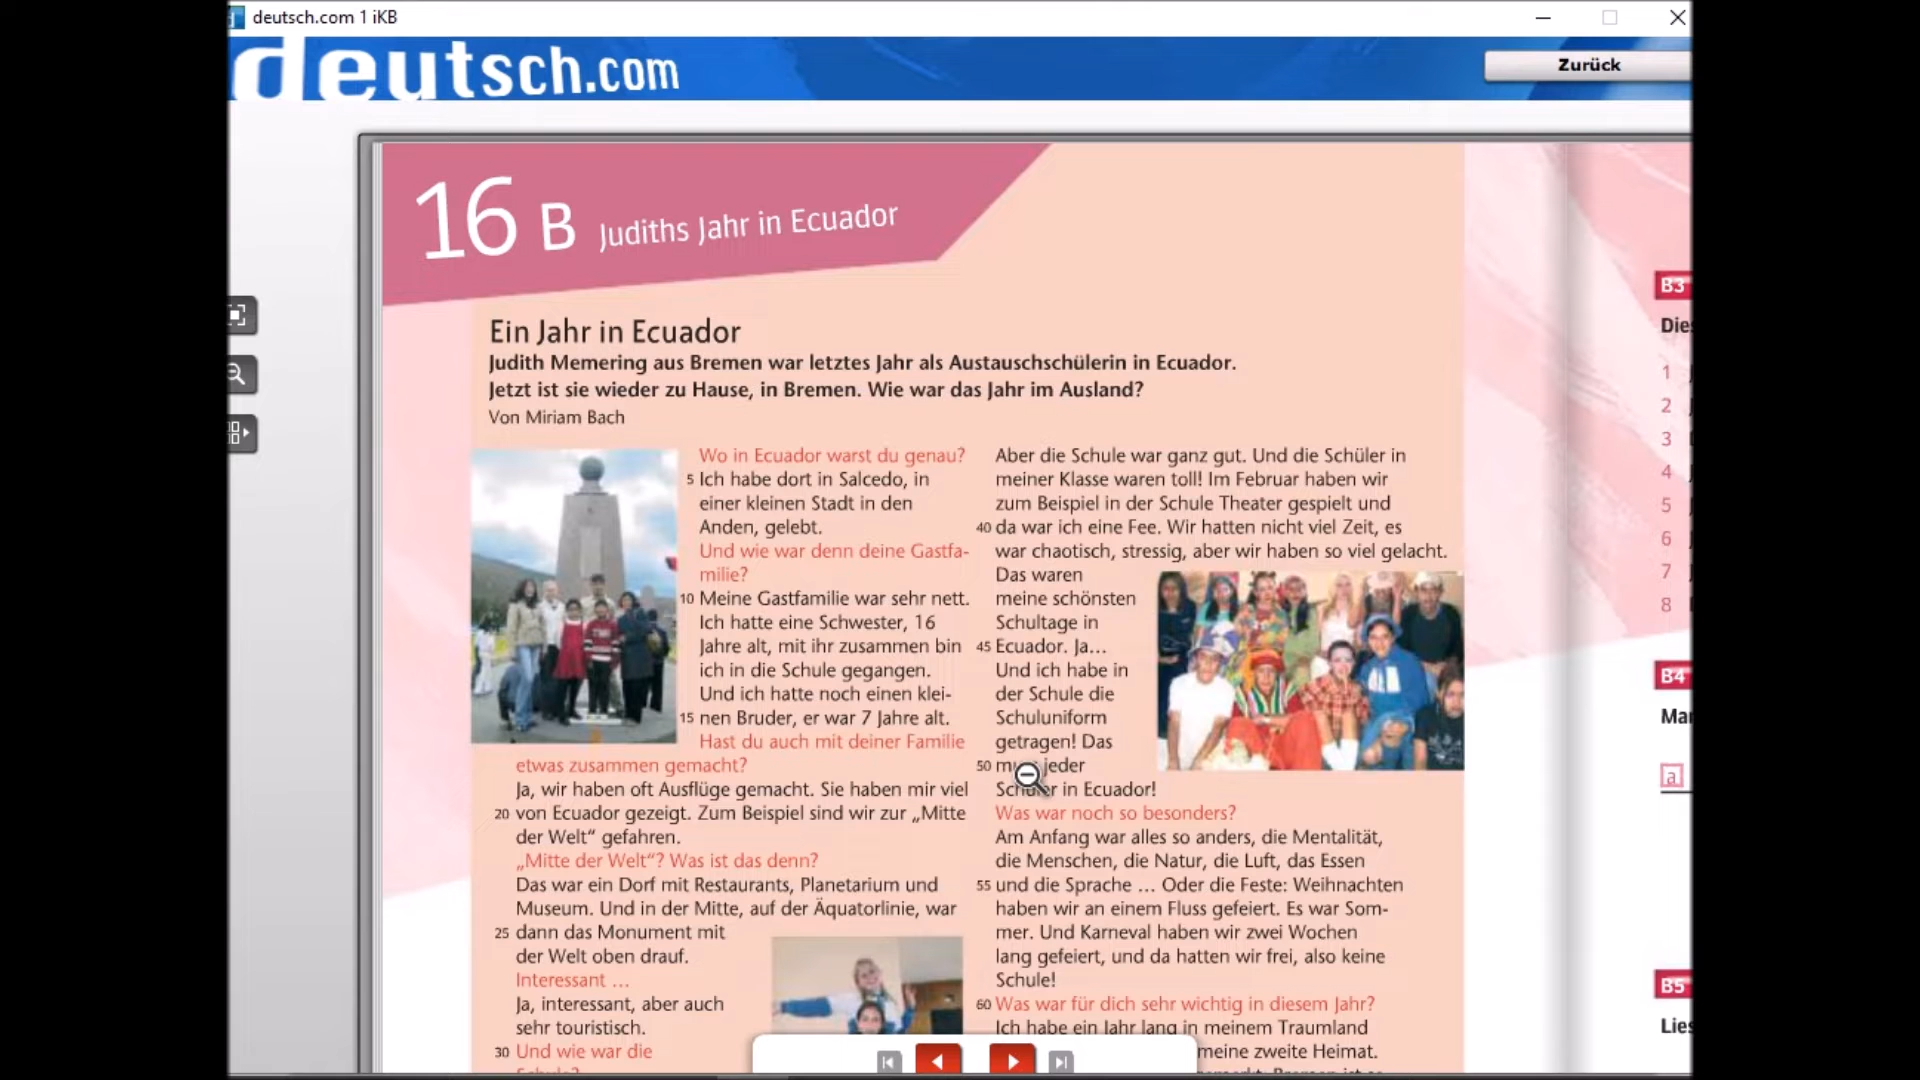 deutsch.com 1 iKB
deutsch.com
Zurück
16 B Judiths Jahr in Ecuador
Ein Jahr in Ecuador
Judith Memering aus Bremen war letztes Jahr als Austauschschülerin in Ecuador.
Jetzt ist sie wieder zu Hause, in Bremen. Wie war das Jahr im Ausland?
Von Miriam Bach
Wo in Ecuador warst du genau?
5 Ich habe dort in Salcedo, in
einer kleinen Stadt in den
Anden, gelebt.
Und wie war denn deine Gastfa-
milie?
10 Meine Gastfamilie war sehr nett.
Ich hatte eine Schwester, 16
Jahre alt, mit ihr zusammen bin
ich in die Schule gegangen.
Und ich hatte noch einen klei-
15 nen Bruder, er war 7 Jahre alt.
Hast du auch mit deiner Familie
etwas zusammen gemacht?
Ja, wir haben oft Ausflüge gemacht. Sie haben mir viel
20 von Ecuador gezeigt. Zum Beispiel sind wir zur „Mitte
der Welt“ gefahren.
„Mitte der Welt“? Was ist das denn?
Das war ein Dorf mit Restaurants, Planetarium und
Museum. Und in der Mitte, auf der Äquatorlinie, war
25 dann das Monument mit
der Welt oben drauf.
Interessant ...
Ja, interessant, aber auch
sehr touristisch.
30 Und wie war die
Aber die Schule war ganz gut. Und die Schüler in
meiner Klasse waren toll! Im Februar haben wir
zum Beispiel in der Schule Theater gespielt und
40 da war ich eine Fee. Wir hatten nicht viel Zeit, es
war chaotisch, stressig, aber wir haben so viel gelacht.
Das waren
meine schönsten
Schultage in
45 Ecuador. Ja...
Und ich habe in
der Schule die
Schuluniform
getragen! Das
50 jeder
in Ecuador!
Was war noch so besonders?
Am Anfang war alles so anders, die Mentalität,
die Menschen, die Natur, die Luft, das Essen
55 und die Sprache ... Oder die Feste: Weihnachten
haben wir an einem Fluss gefeiert. Es war Som-
mer. Und Karneval haben wir zwei Wochen
lang gefeiert, und da hatten wir frei, also keine
Schule!
60 Was war für dich sehr wichtig in diesem Jahr?
Ich habe ein Jahr lang in meinem Traumland
meine zweite Heimat.
B3
1
2
3
4
5
6
7
8
B4
a
B5